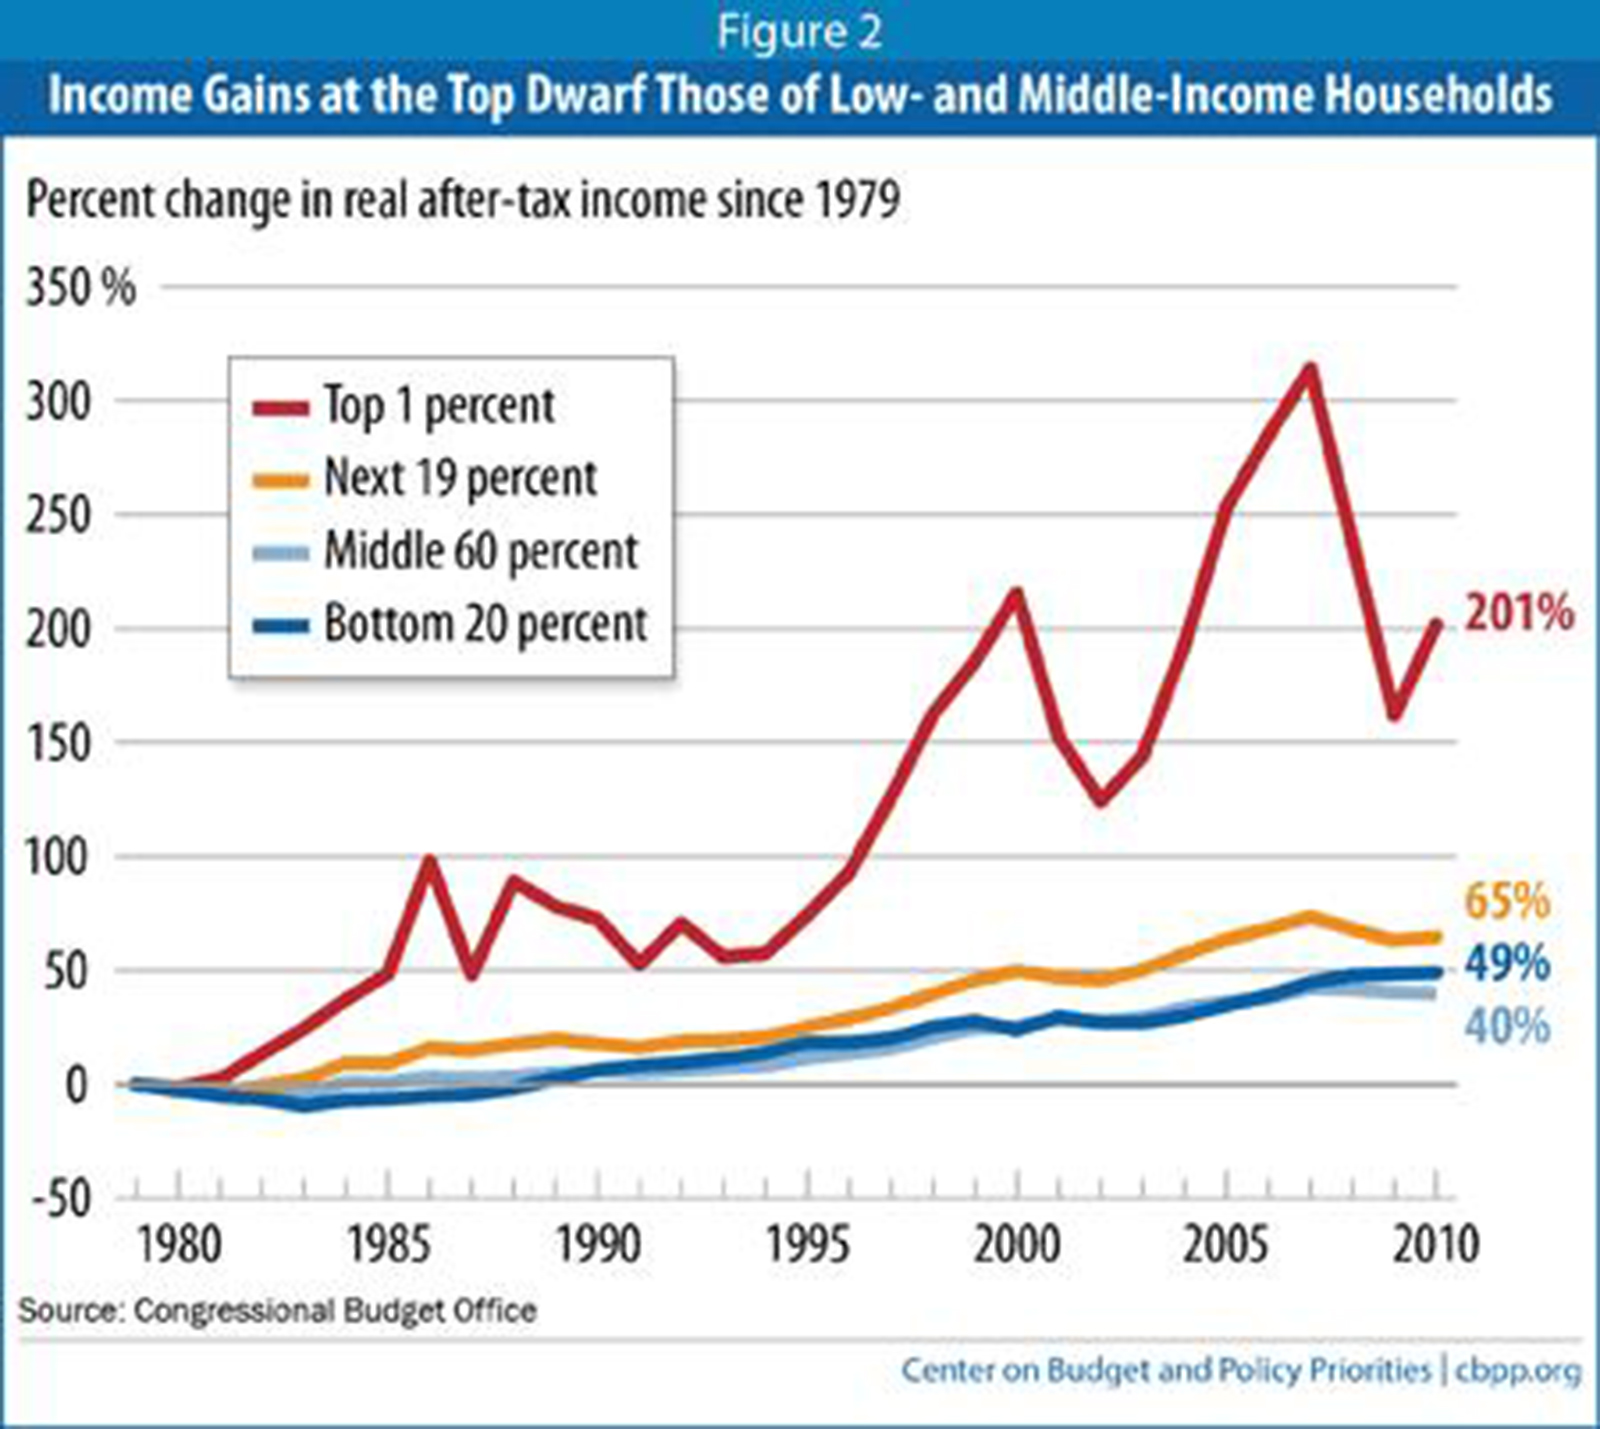 Figure 2
Income Gains at the Top Dwarf Those of Low- and Middle-Income Households
Percent change in real after-tax income since 1979
350 %
300
250
200
150
100
50
0
-50
Top 1 percent
Next 19 percent
Middle 60 percent
Bottom 20 percent
201%
65%
49%
40%
1980 1985 1990 1995 2000 2005 2010
Source: Congressional Budget Office
Center on Budget and Policy Priorities | cbpp.org